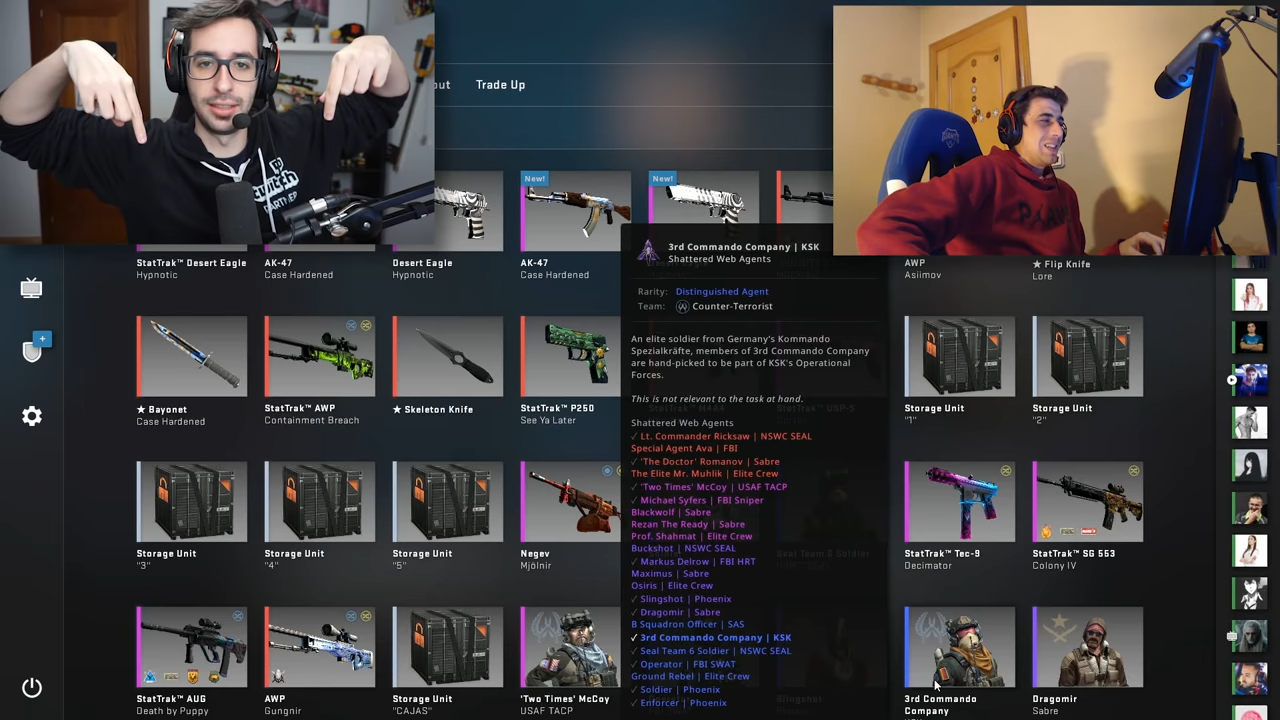 out
Trade Up
New!
New!
StatTrak™ Desert Eagle
Hypnotic
AK-47
Case Hardened
Desert Eagle
Hypnotic
AK-47
Case Hardened
AWP
Asiimov
★ Flip Knife
Lore
3rd Commando Company | KSK
Shattered Web Agents
Rarity: Distinguished Agent
Team: Counter-Terrorist
An elite soldier from Germany's Kommando
Spezialkräfte, members of 3rd Commando Company
are hand-picked to be part of KSK's Operational
Forces.
This is not relevant to the task at hand.
Shattered Web Agents
✓ Lt. Commander Ricksaw | NSWC SEAL
Special Agent Ava | FBI
✓ 'The Doctor' Romanov | Sabre
The Elite Mr. Muhlik | Elite Crew
✓ 'Two Times' McCoy | USAF TACP
✓ Michael Syfers | FBI Sniper
Blackwolf | Sabre
Rezan The Ready | Sabre
Prof. Shahmat | Elite Crew
Buckshot | NSWC SEAL
✓ Markus Delrow | FBI HRT
Maximus | Sabre
Osiris | Elite Crew
✓ Slingshot | Phoenix
✓ Dragomir | Sabre
B Squadron Officer | SAS
✓ 3rd Commando Company | KSK
✓ Seal Team 6 Soldier | NSWC SEAL
✓ Operator | FBI SWAT
Ground Rebel | Elite Crew
✓ Soldier | Phoenix
✓ Enforcer | Phoenix
★ Bayonet
Case Hardened
StatTrak™ AWP
Containment Breach
★ Skeleton Knife
StatTrak™ P250
See Ya Later
Storage Unit
"1"
Storage Unit
"2"
Storage Unit
"3"
Storage Unit
"4"
Storage Unit
"5"
Negev
Mjölnir
Seal Team 6 Soldier
StatTrak™ Tec-9
Decimator
StatTrak™ SG 553
Colony IV
StatTrak™ AUG
Death by Puppy
AWP
Gungnir
Storage Unit
"CAJAS"
'Two Times' McCoy
USAF TACP
Slingshot
3rd Commando
Company
Dragomir
Sabre